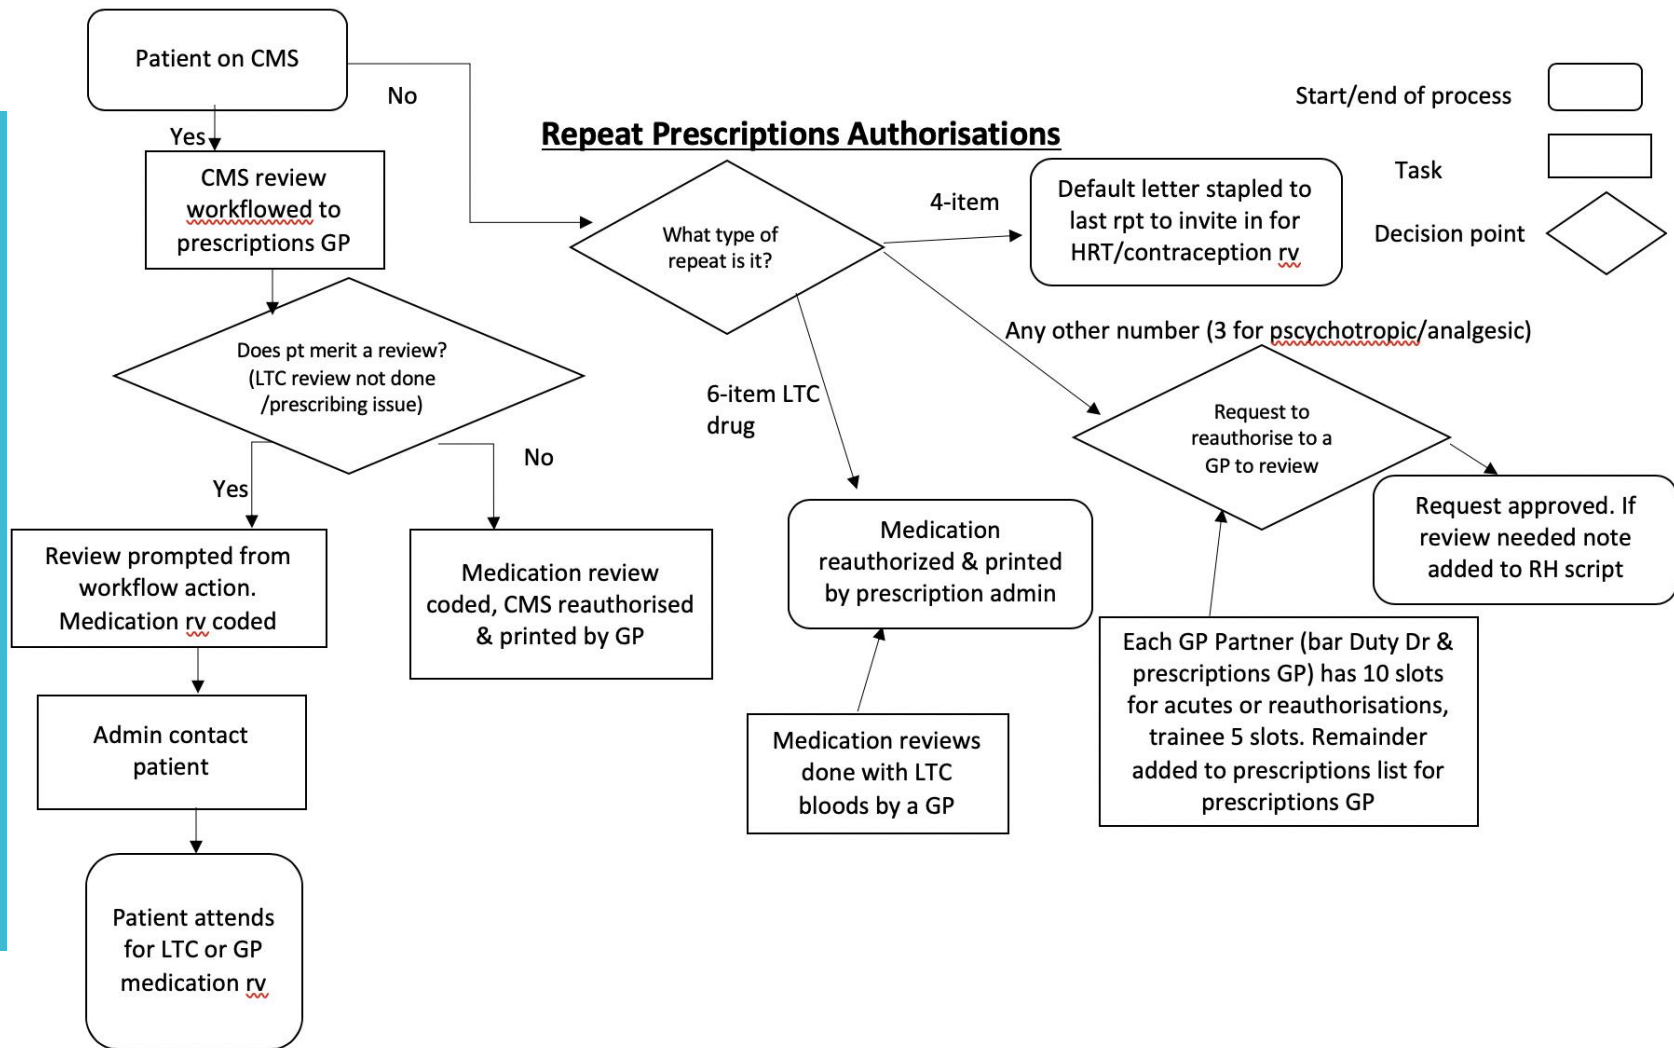 Patient on CMS
No
Yes
Repeat Prescriptions Authorisations
Start/end of process
Task
Decision point
CMS review
workflowed to
prescriptions GP
What type of
repeat is it?
4-item
Default letter stapled to
last rpt to invite in for
HRT/contraception rv
Does pt merit a review?
(LTC review not done
/prescribing issue)
Any other number (3 for pscychotropic/analgesic)
6-item LTC
drug
Request to
reauthorise to a
GP to review
No
Yes
Request approved. If
review needed note
added to RH script
Review prompted from
workflow action.
Medication rv coded
Medication review
coded, CMS reauthorised
& printed by GP
Medication
reauthorized & printed
by prescription admin
Each GP Partner (bar Duty Dr &
prescriptions GP) has 10 slots
for acutes or reauthorisations,
trainee 5 slots. Remainder
added to prescriptions list for
prescriptions GP
Admin contact
patient
Medication reviews
done with LTC
bloods by a GP
Patient attends
for LTC or GP
medication rv